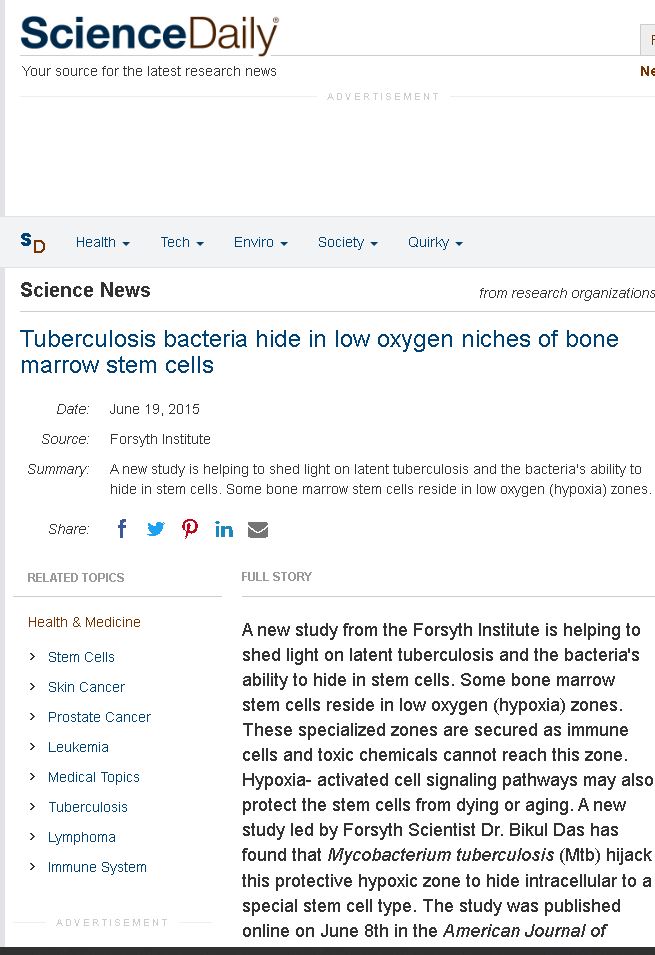 ScienceDaily®
Your source for the latest research news
ADVERTISEMENT
SD
Health
Tech
Enviro
Society
Quirky
Science News
from research organizations
Tuberculosis bacteria hide in low oxygen niches of bone
marrow stem cells
Date: June 19, 2015
Source: Forsyth Institute
Summary: A new study is helping to shed light on latent tuberculosis and the bacteria's ability to
hide in stem cells. Some bone marrow stem cells reside in low oxygen (hypoxia) zones.
Share:
RELATED TOPICS
Health & Medicine
Stem Cells
Skin Cancer
Prostate Cancer
Leukemia
Medical Topics
Tuberculosis
Lymphoma
Immune System
ADVERTISEMENT
FULL STORY
A new study from the Forsyth Institute is helping to
shed light on latent tuberculosis and the bacteria's
ability to hide in stem cells. Some bone marrow
stem cells reside in low oxygen (hypoxia) zones.
These specialized zones are secured as immune
cells and toxic chemicals cannot reach this zone.
Hypoxia- activated cell signaling pathways may also
protect the stem cells from dying or aging. A new
study led by Forsyth Scientist Dr. Bikul Das has
found that Mycobacterium tuberculosis (Mtb) hijack
this protective hypoxic zone to hide intracellular to a
special stem cell type. The study was published
online on June 8th in the American Journal of